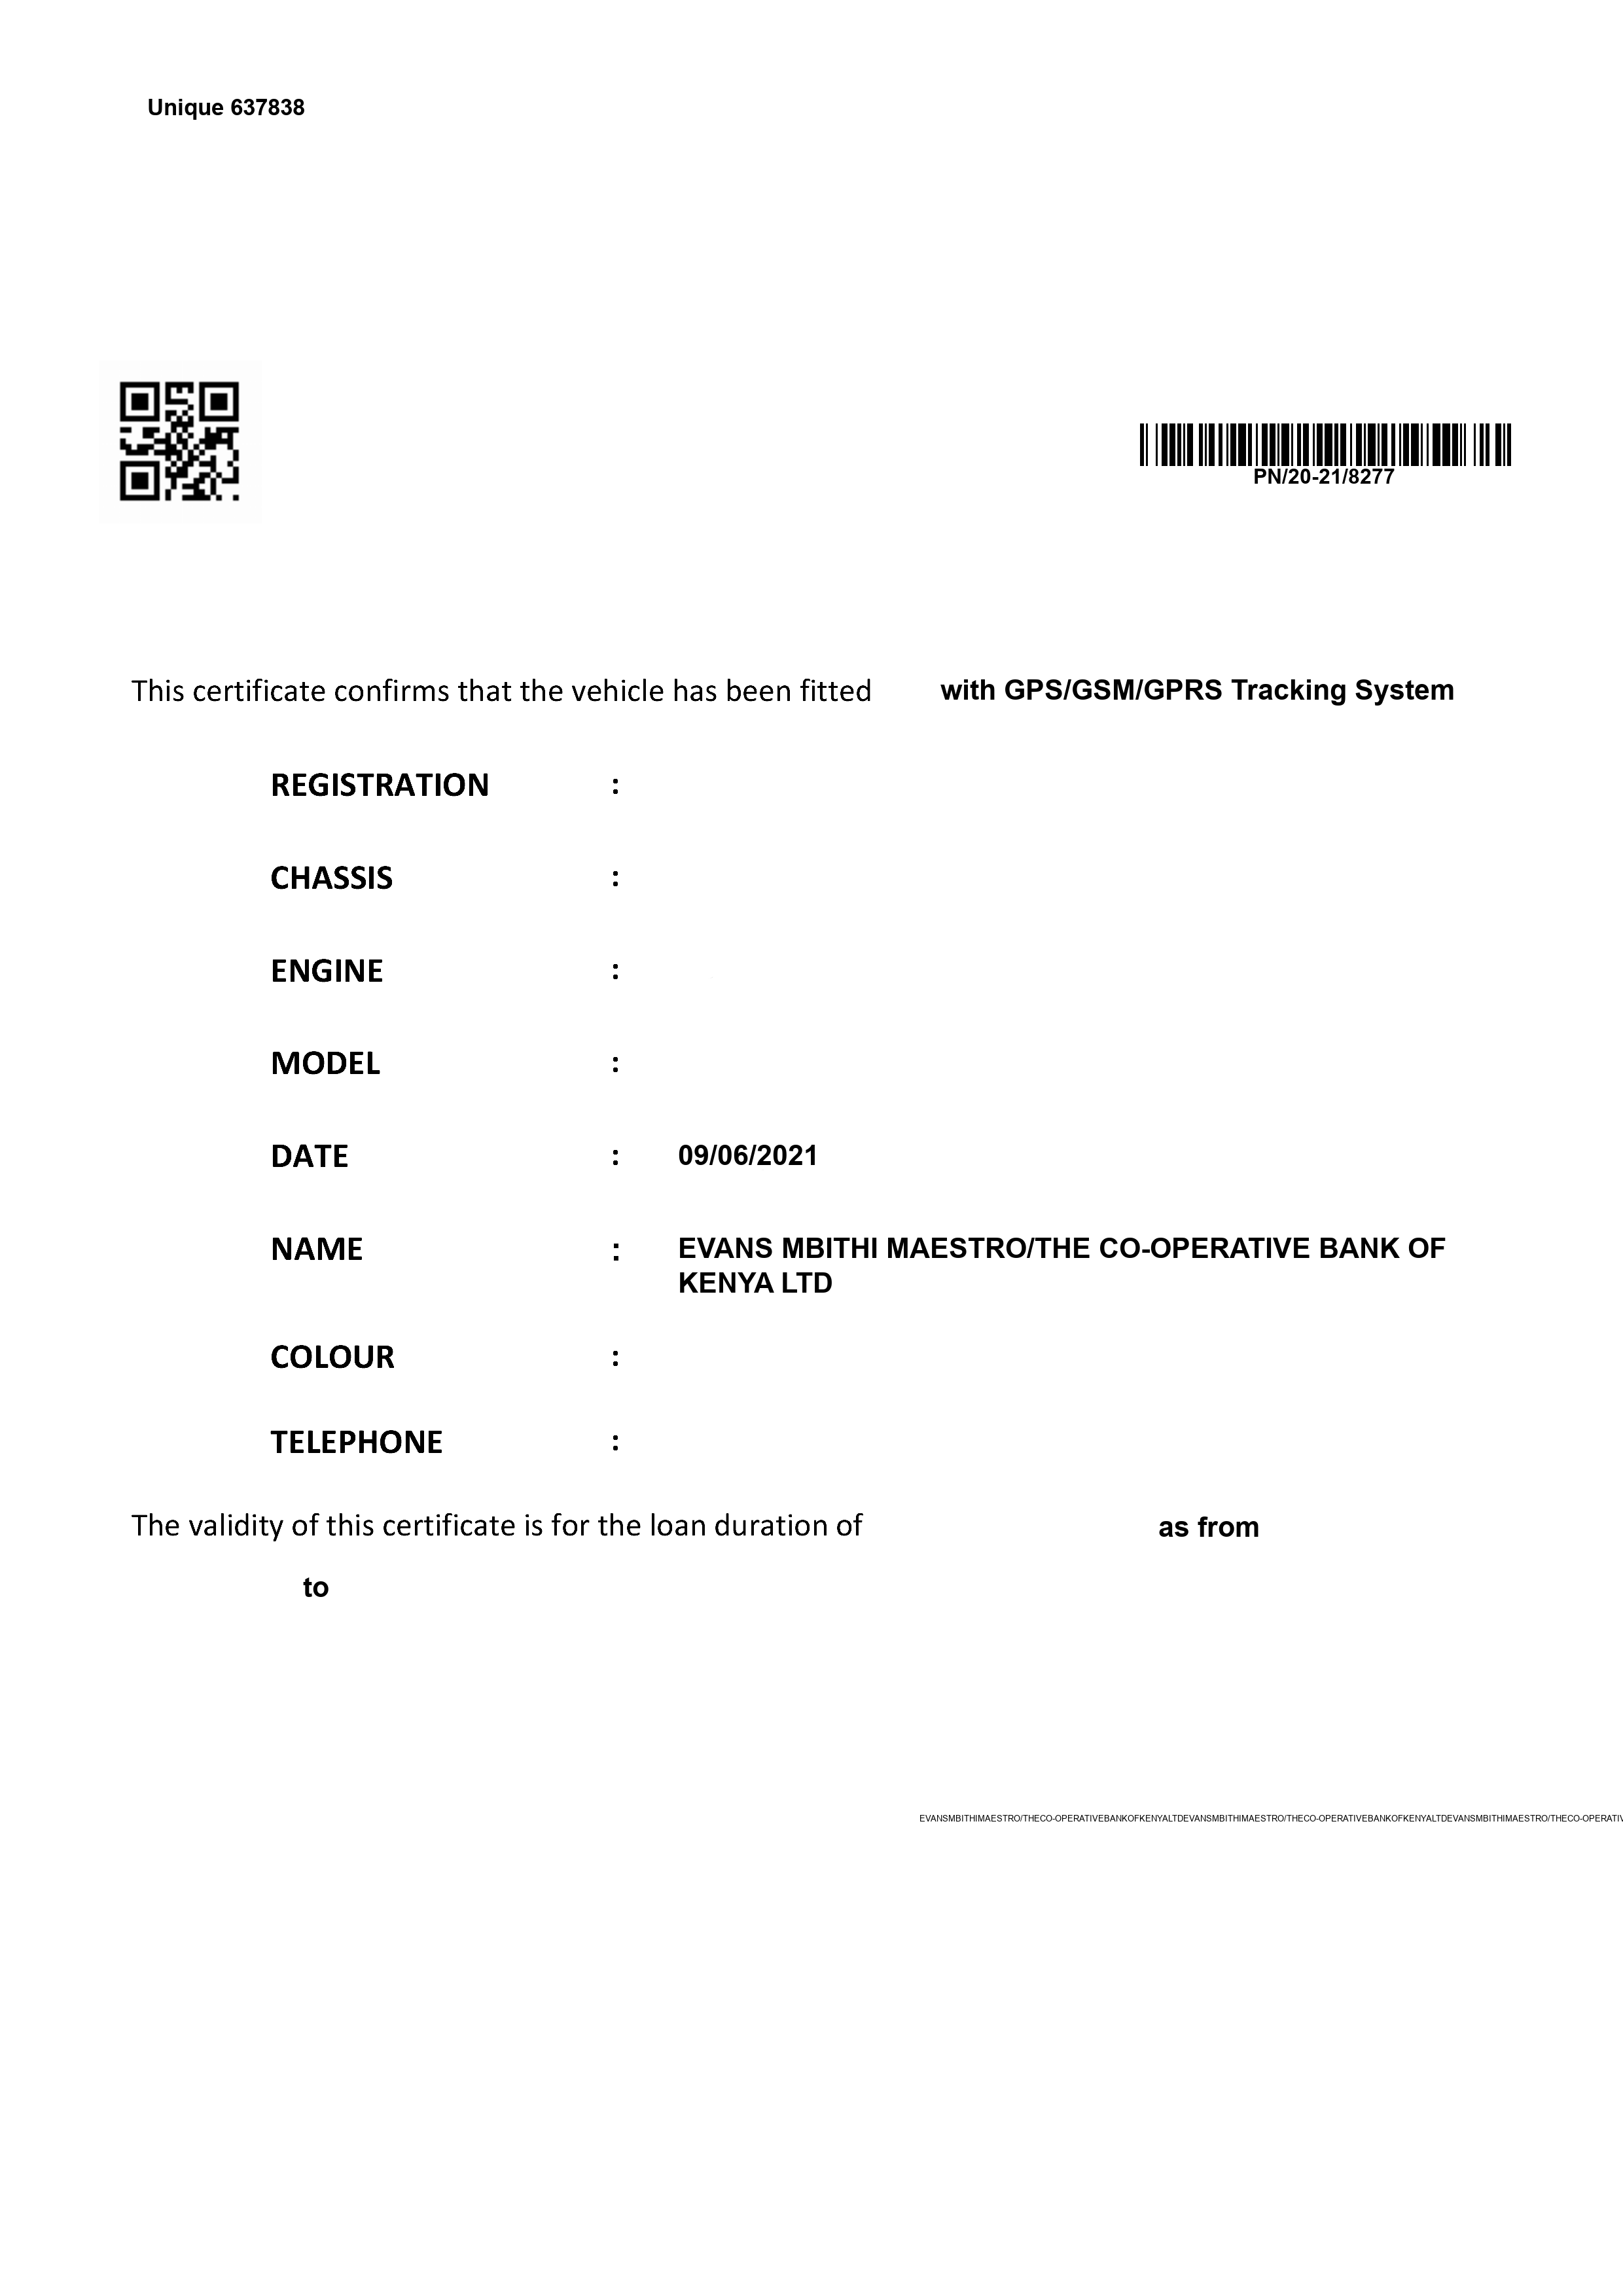 Unique 637838
PN/20-21/8277
This certificate confirms that the vehicle has been fitted with GPS/GSM/GPRS Tracking System
REGISTRATION :
CHASSIS :
ENGINE :
MODEL :
DATE : 09/06/2021
NAME : EVANS MBITHI MAESTRO/THE CO-OPERATIVE BANK OF
KENYA LTD
COLOUR :
TELEPHONE :
The validity of this certificate is for the loan duration of as from
to
EVANSMBITHIMAESTRO/THECO-OPERATIVEBANKOFKENYALTDEVANSMBITHIMAESTRO/THECO-OPERATIVEBANKOFKENYALTDEVANSMBITHIMAESTRO/THECO-OPERATIV